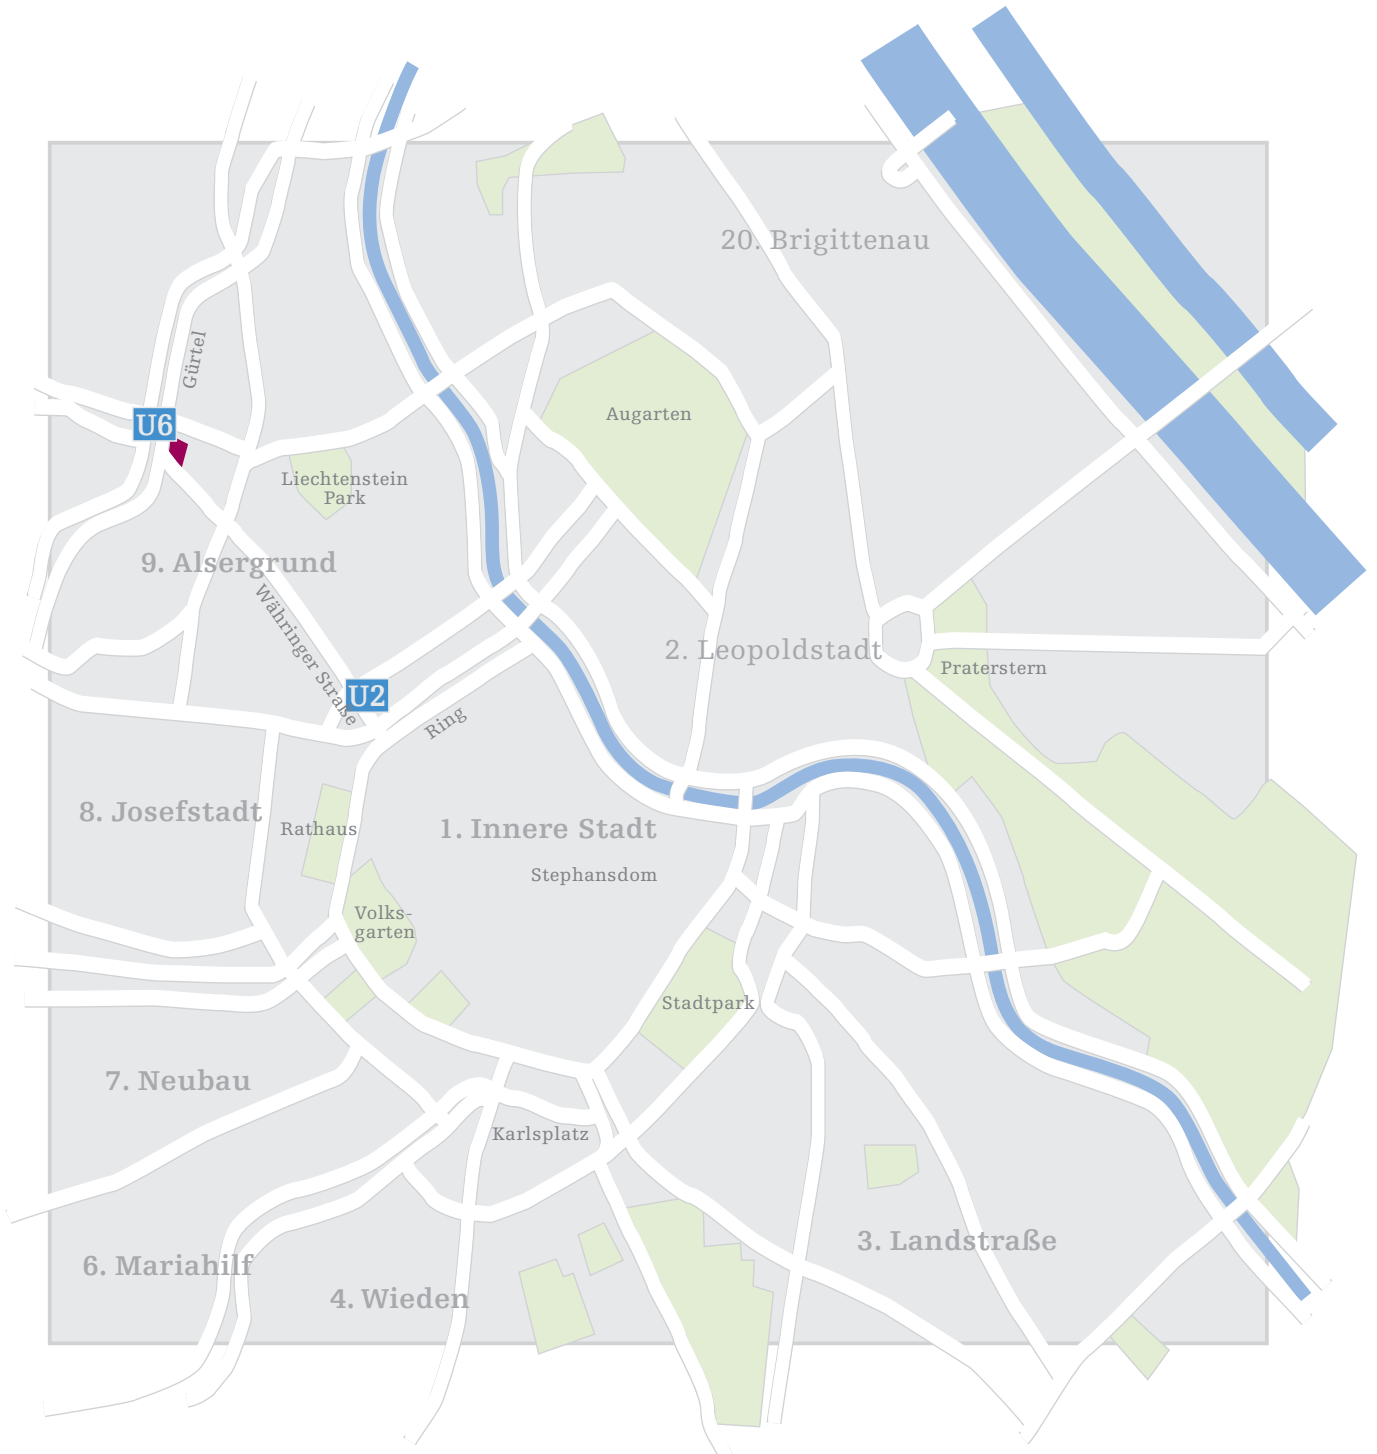 20. Brigittenau
Gürtel
Augarten
U6
Liechtenstein
Park
9. Alsergrund
Währinger Straße
2. Leopoldstadt
Praterstern
U2
Ring
8. Josefstadt
Rathaus
1. Innere Stadt
Stephansdom
Volks-
garten
Stadtpark
7. Neubau
Karlsplatz
3. Landstraße
6. Mariahilf
4. Wieden